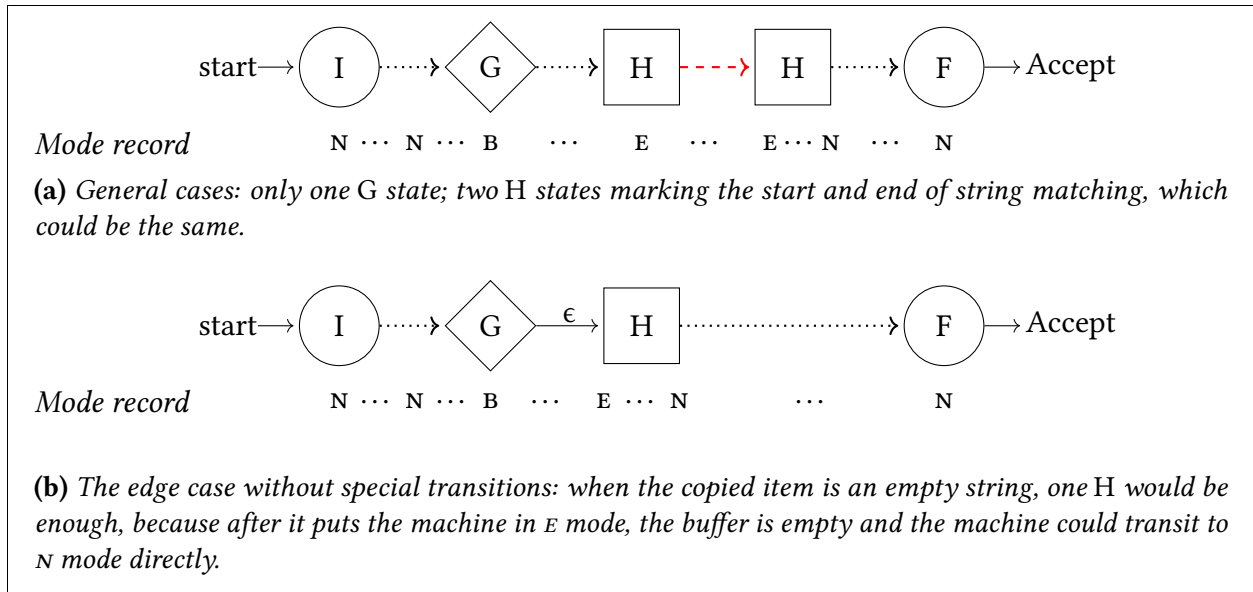 start I G H H F Accept
Mode record N ··· N ··· B ··· E ··· E ··· N ··· N
(a) General cases: only one G state; two H states marking the start and end of string matching, which
could be the same.
start I G ϵ H F Accept
Mode record N ··· N ··· B ··· E ··· N ··· N
(b) The edge case without special transitions: when the copied item is an empty string, one H would be
enough, because after it puts the machine in E mode, the buffer is empty and the machine could transit to
N mode directly.